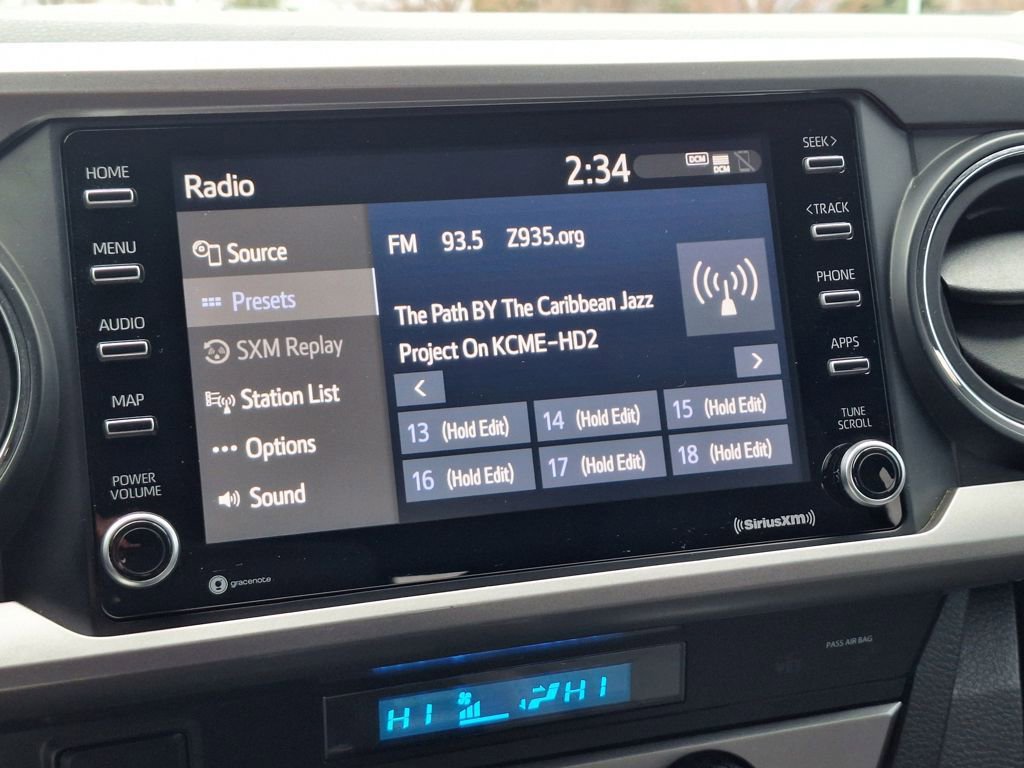 HOME
MENU
AUDIO
MAP
POWER
VOLUME
Radio
2:34
DCM
DCM
Source
Presets
SXM Replay
Station List
Options
Sound
FM 93.5 Z935.org
The Path BY The Caribbean Jazz
Project On KCME-HD2
< >
13 (Hold Edit) 14 (Hold Edit) 15 (Hold Edit)
16 (Hold Edit) 17 (Hold Edit) 18 (Hold Edit)
SEEK>
<TRACK
PHONE
APPS
TUNE
SCROLL
gracenote
((SiriusXM))
PASS AIR BAG
HI HI